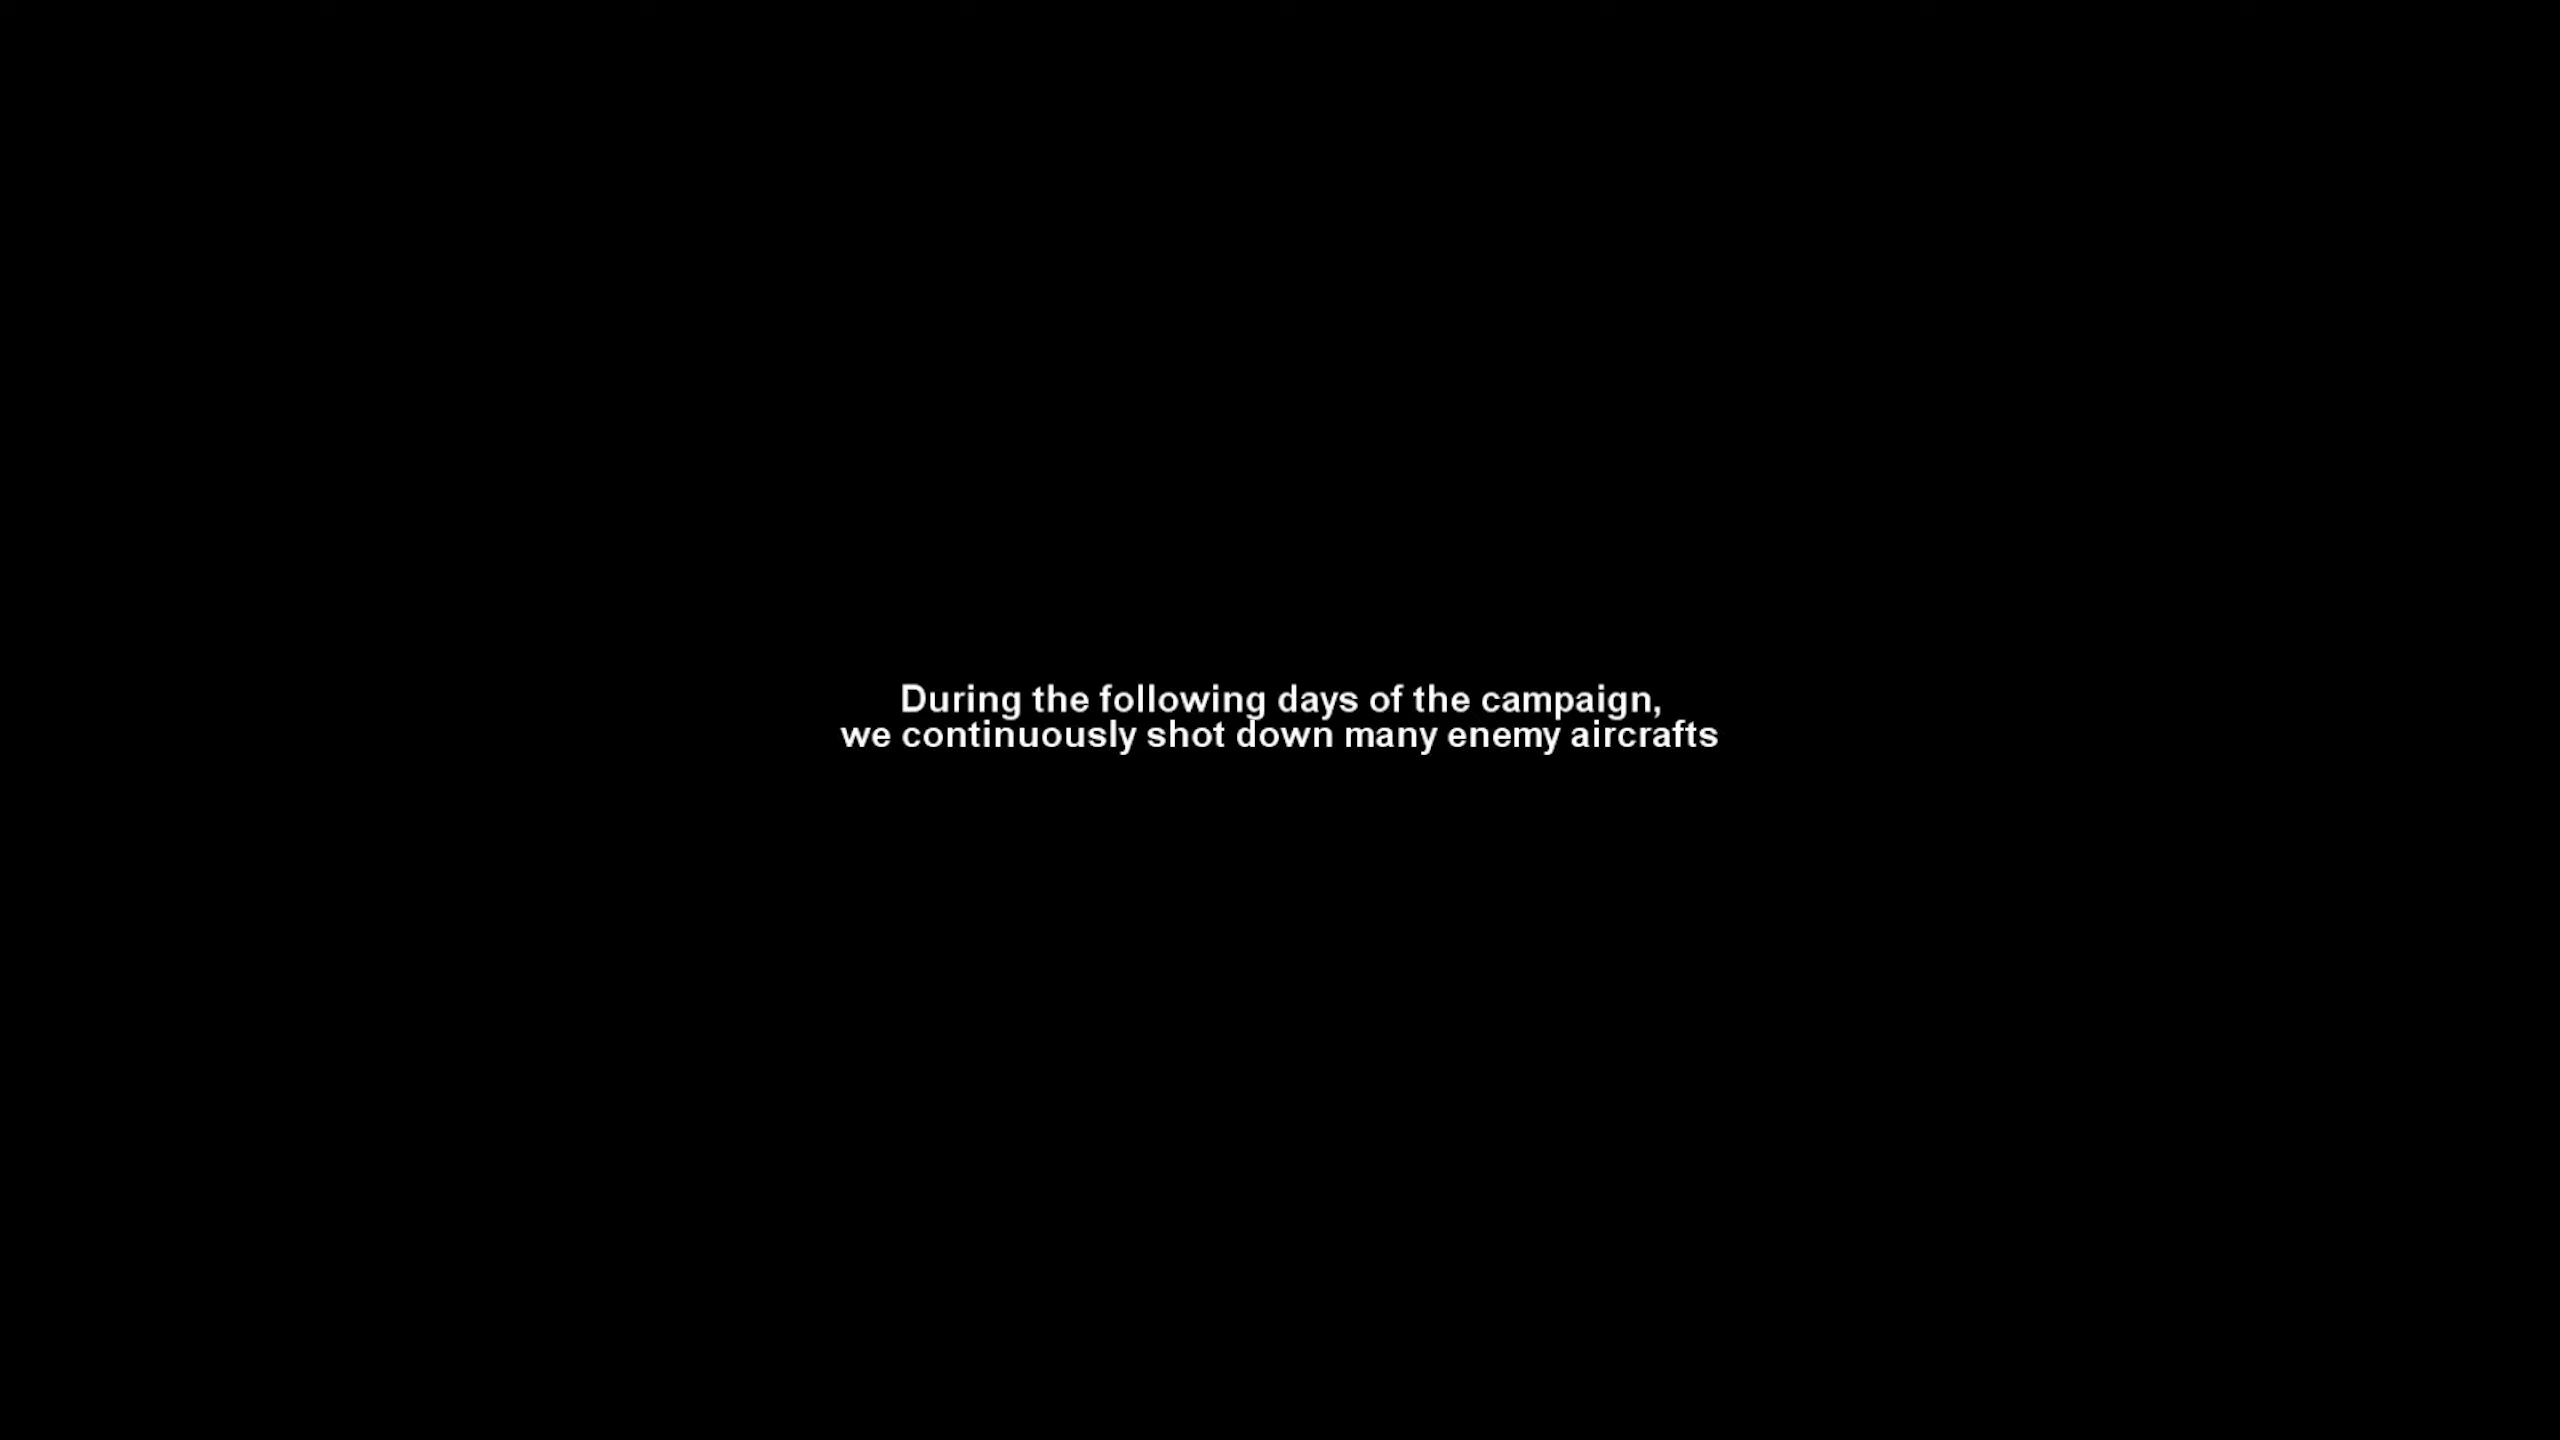 During the following days of the campaign,
we continuously shot down many enemy aircrafts